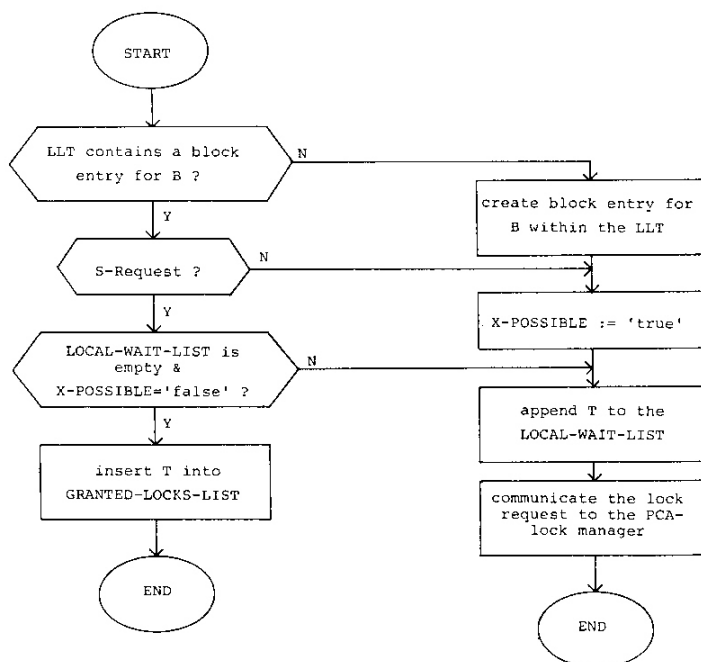 START
LLT contains a block
entry for B ?
N
create block entry for
B within the LLT
Y
S-Request ?
N
X-POSSIBLE := 'true'
Y
LOCAL-WAIT-LIST is
empty &
X-POSSIBLE='false' ?
N
append T to the
LOCAL-WAIT-LIST
Y
insert T into
GRANTED-LOCKS-LIST
communicate the lock
request to the PCA-
lock manager
END
END